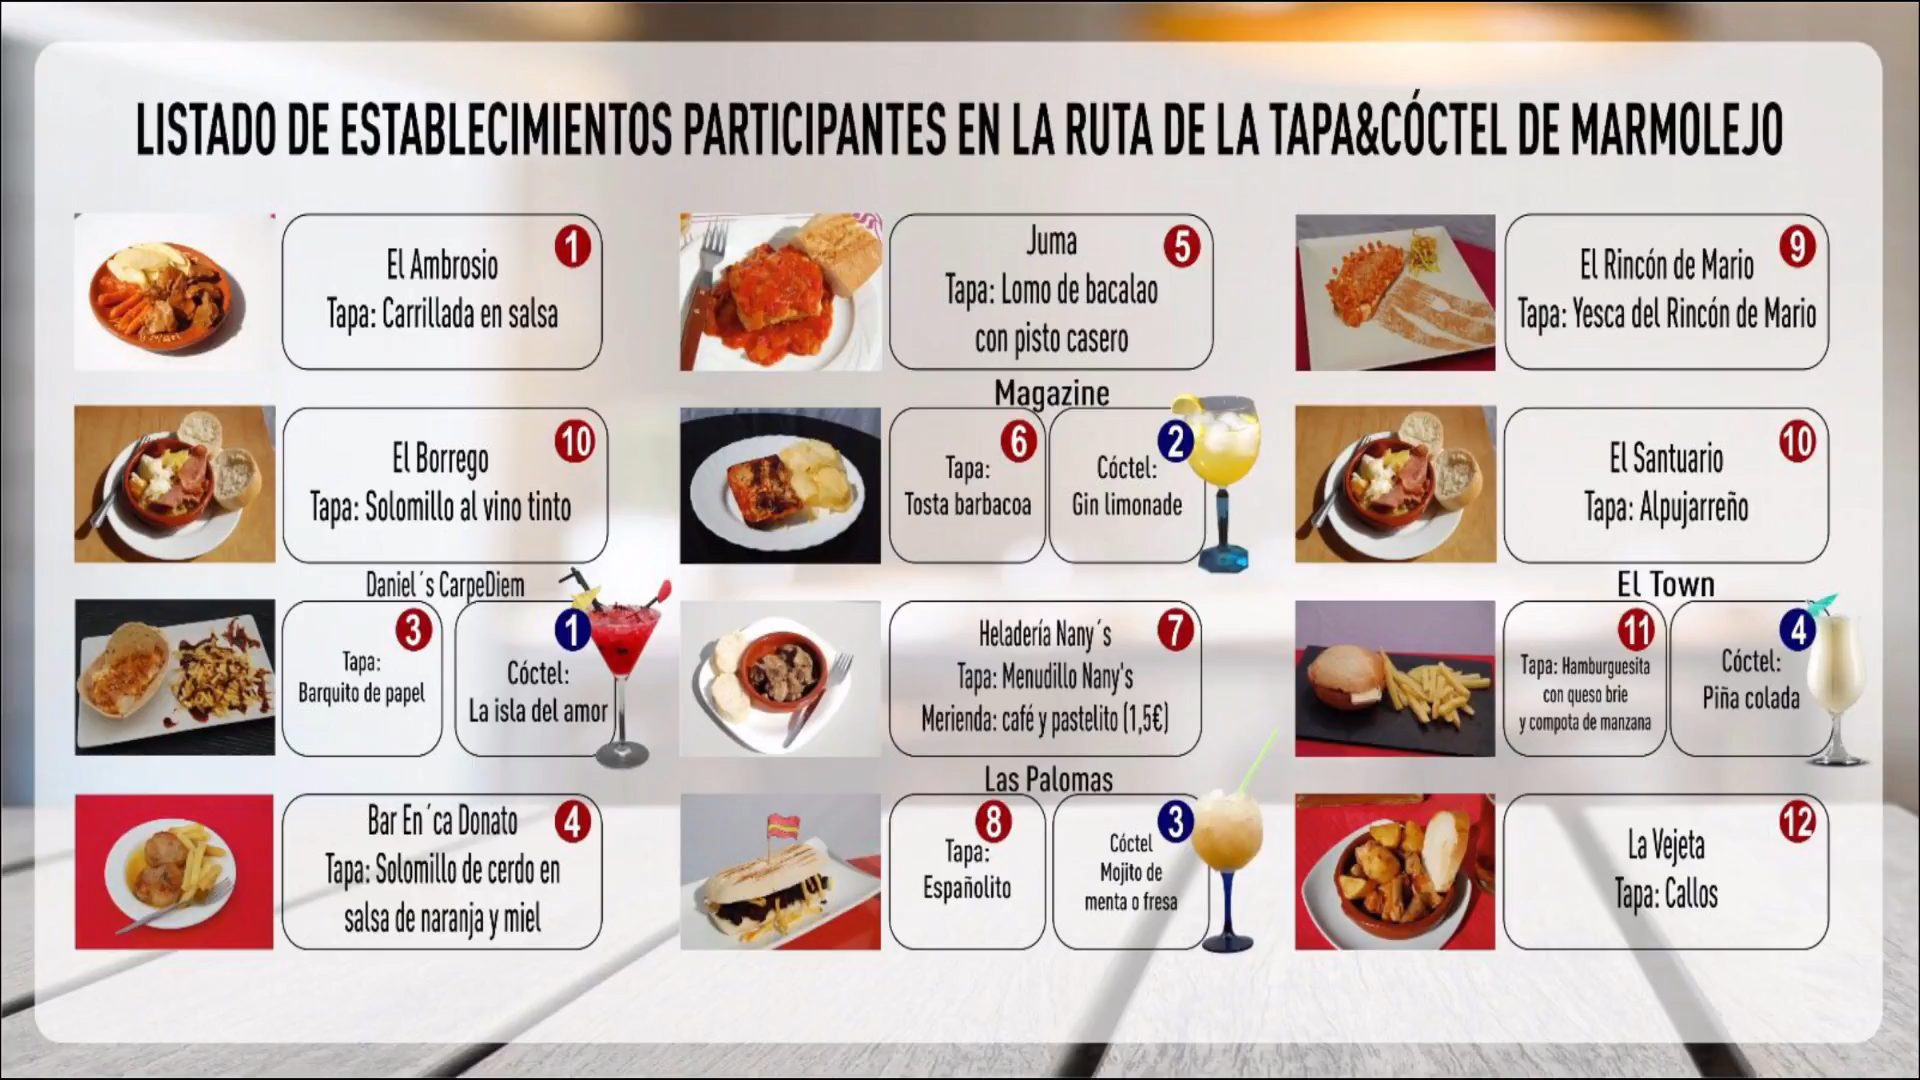 LISTADO DE ESTABLECIMIENTOS PARTICIPANTES EN LA RUTA DE LA TAPA&CÓCTEL DE MARMOLEJO
1
El Ambrosio
Tapa: Carrillada en salsa
10
El Borrego
Tapa: Solomillo al vino tinto
Daniel´s CarpeDiem
3
Tapa:
Barquito de papel
1
Cóctel:
La isla del amor
4
Bar En´ca Donato
Tapa: Solomillo de cerdo en
salsa de naranja y miel
5
Juma
Tapa: Lomo de bacalao
con pisto casero
Magazine
6
Tapa:
Tosta barbacoa
2
Cóctel:
Gin limonade
7
Heladería Nany´s
Tapa: Menudillo Nany's
Merienda: café y pastelito (1,5€)
Las Palomas
8
Tapa:
Españolito
3
Cóctel
Mojito de
menta o fresa
9
El Rincón de Mario
Tapa: Yesca del Rincón de Mario
10
El Santuario
Tapa: Alpujarreño
El Town
11
Tapa: Hamburguesita
con queso brie
y compota de manzana
4
Cóctel:
Piña colada
12
La Vejeta
Tapa: Callos